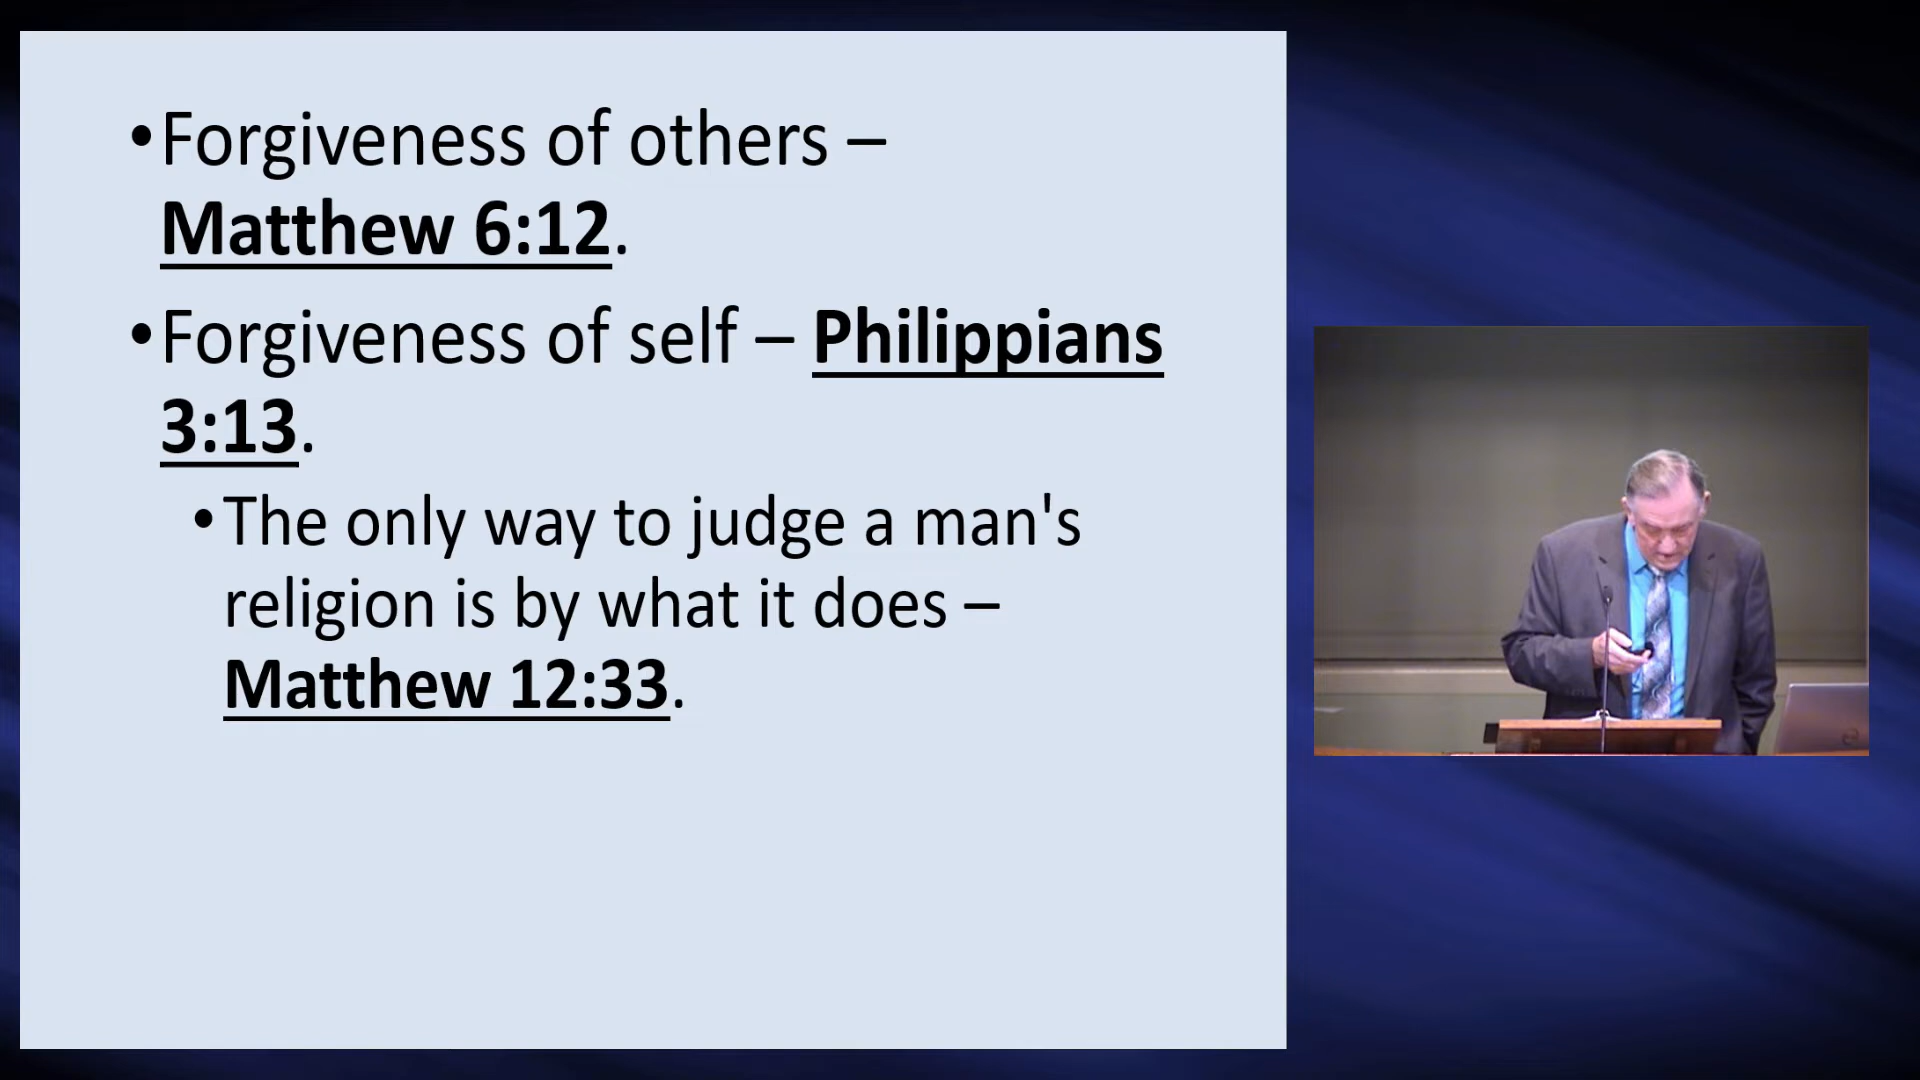 •Forgiveness of others –
Matthew 6:12.
•Forgiveness of self – Philippians
3:13.
•The only way to judge a man's
religion is by what it does –
Matthew 12:33.